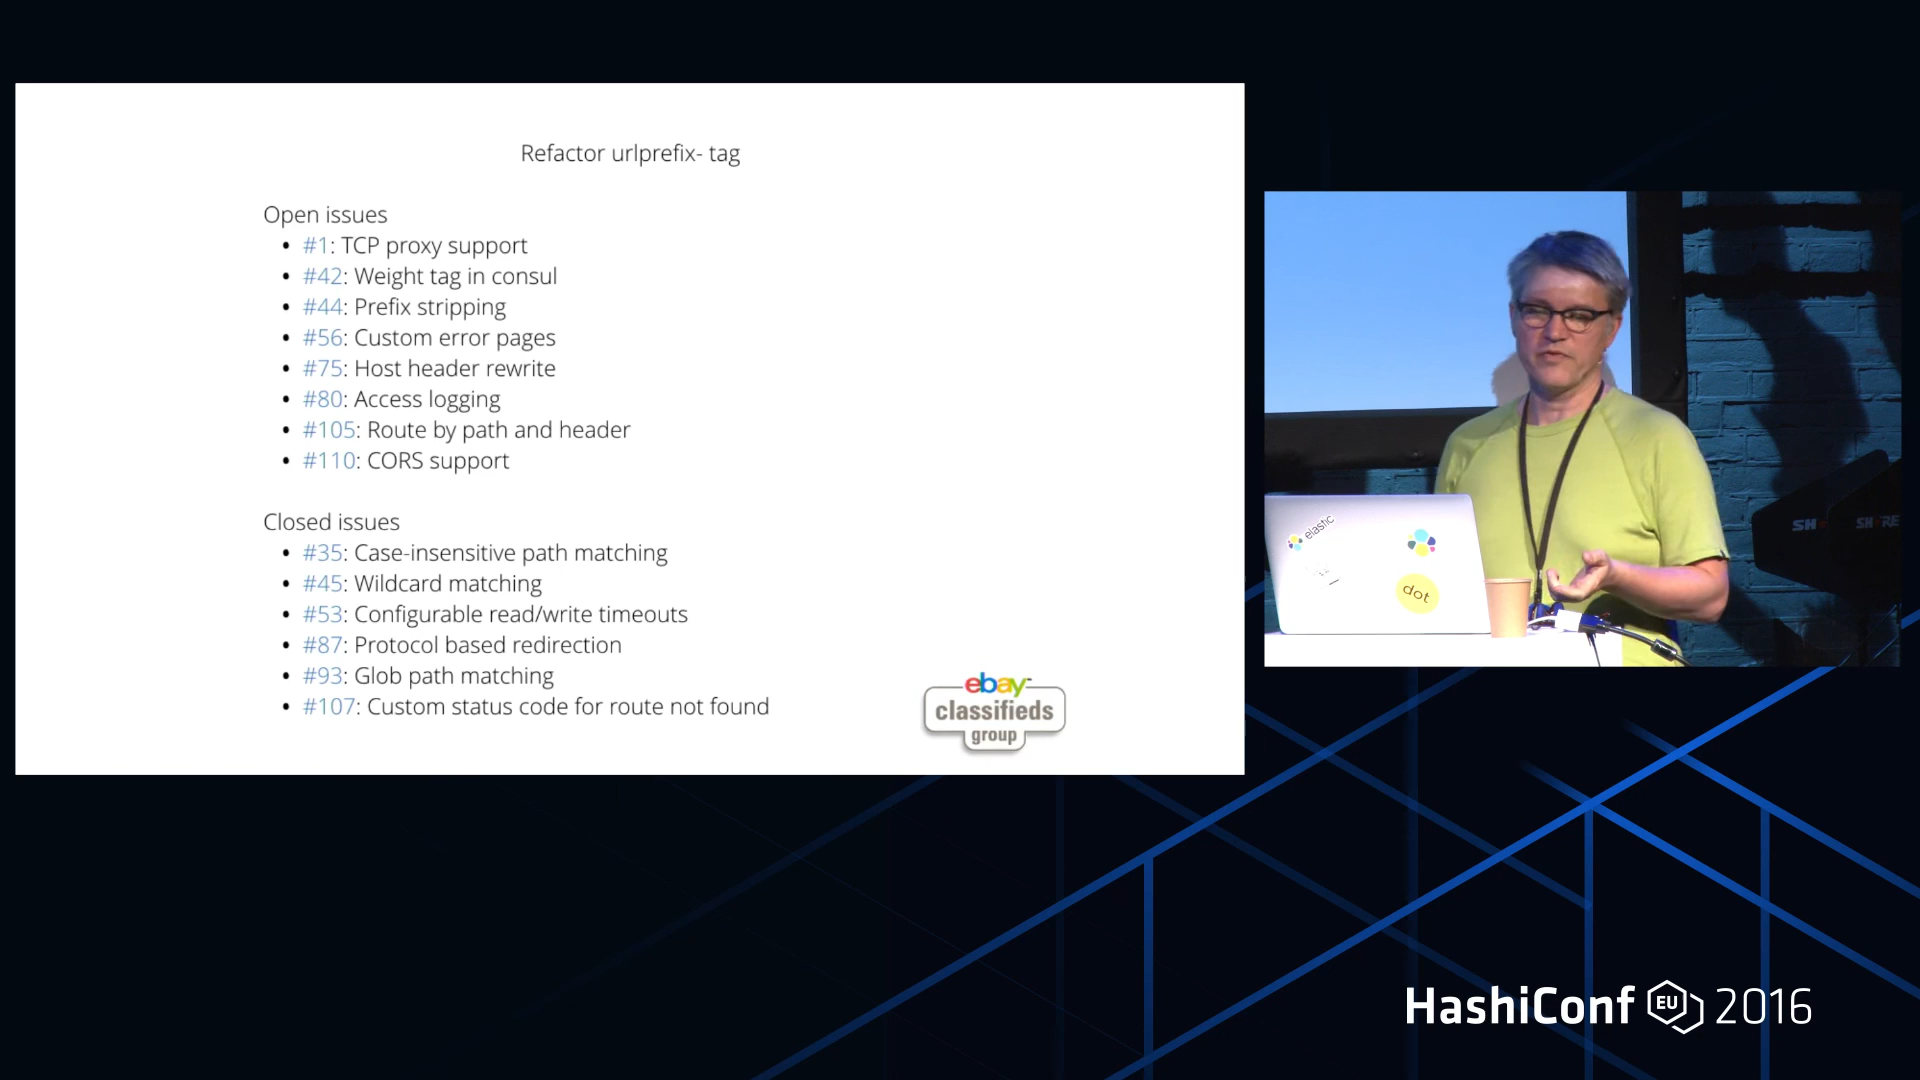 Refactor urlprefix- tag
Open issues
• #1: TCP proxy support
• #42: Weight tag in consul
• #44: Prefix stripping
• #56: Custom error pages
• #75: Host header rewrite
• #80: Access logging
• #105: Route by path and header
• #110: CORS support
Closed issues
• #35: Case-insensitive path matching
• #45: Wildcard matching
• #53: Configurable read/write timeouts
• #87: Protocol based redirection
• #93: Glob path matching
• #107: Custom status code for route not found
ebay
classifieds
group
elastic
dot
HashiConf EU 2016